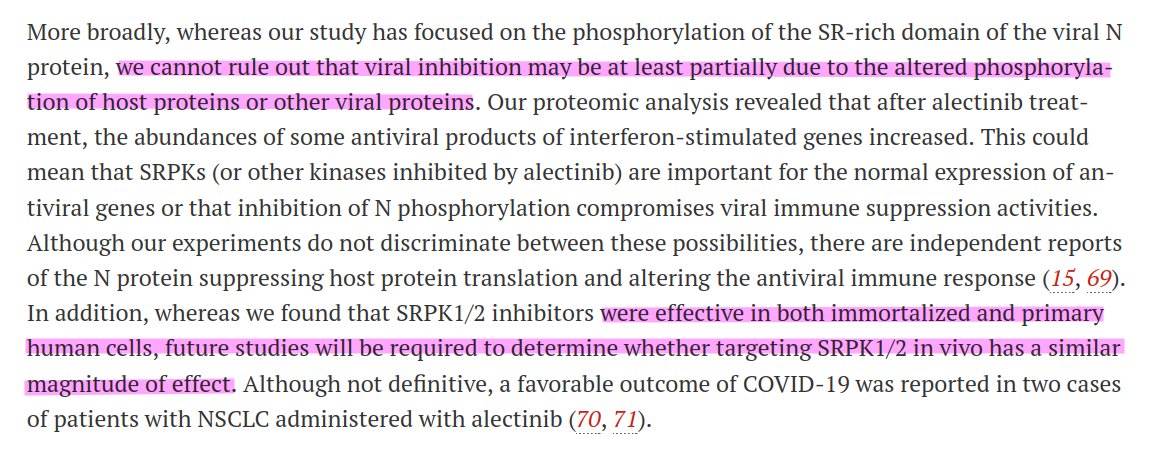 More broadly, whereas our study has focused on the phosphorylation of the SR-rich domain of the viral N
protein, we cannot rule out that viral inhibition may be at least partially due to the altered phosphoryla-
tion of host proteins or other viral proteins. Our proteomic analysis revealed that after alectinib treat-
ment, the abundances of some antiviral products of interferon-stimulated genes increased. This could
mean that SRPKs (or other kinases inhibited by alectinib) are important for the normal expression of an-
tiviral genes or that inhibition of N phosphorylation compromises viral immune suppression activities.
Although our experiments do not discriminate between these possibilities, there are independent reports
of the N protein suppressing host protein translation and altering the antiviral immune response (15, 69).
In addition, whereas we found that SRPK1/2 inhibitors were effective in both immortalized and primary
human cells, future studies will be required to determine whether targeting SRPK1/2 in vivo has a similar
magnitude of effect. Although not definitive, a favorable outcome of COVID-19 was reported in two cases
of patients with NSCLC administered with alectinib (70, 71).